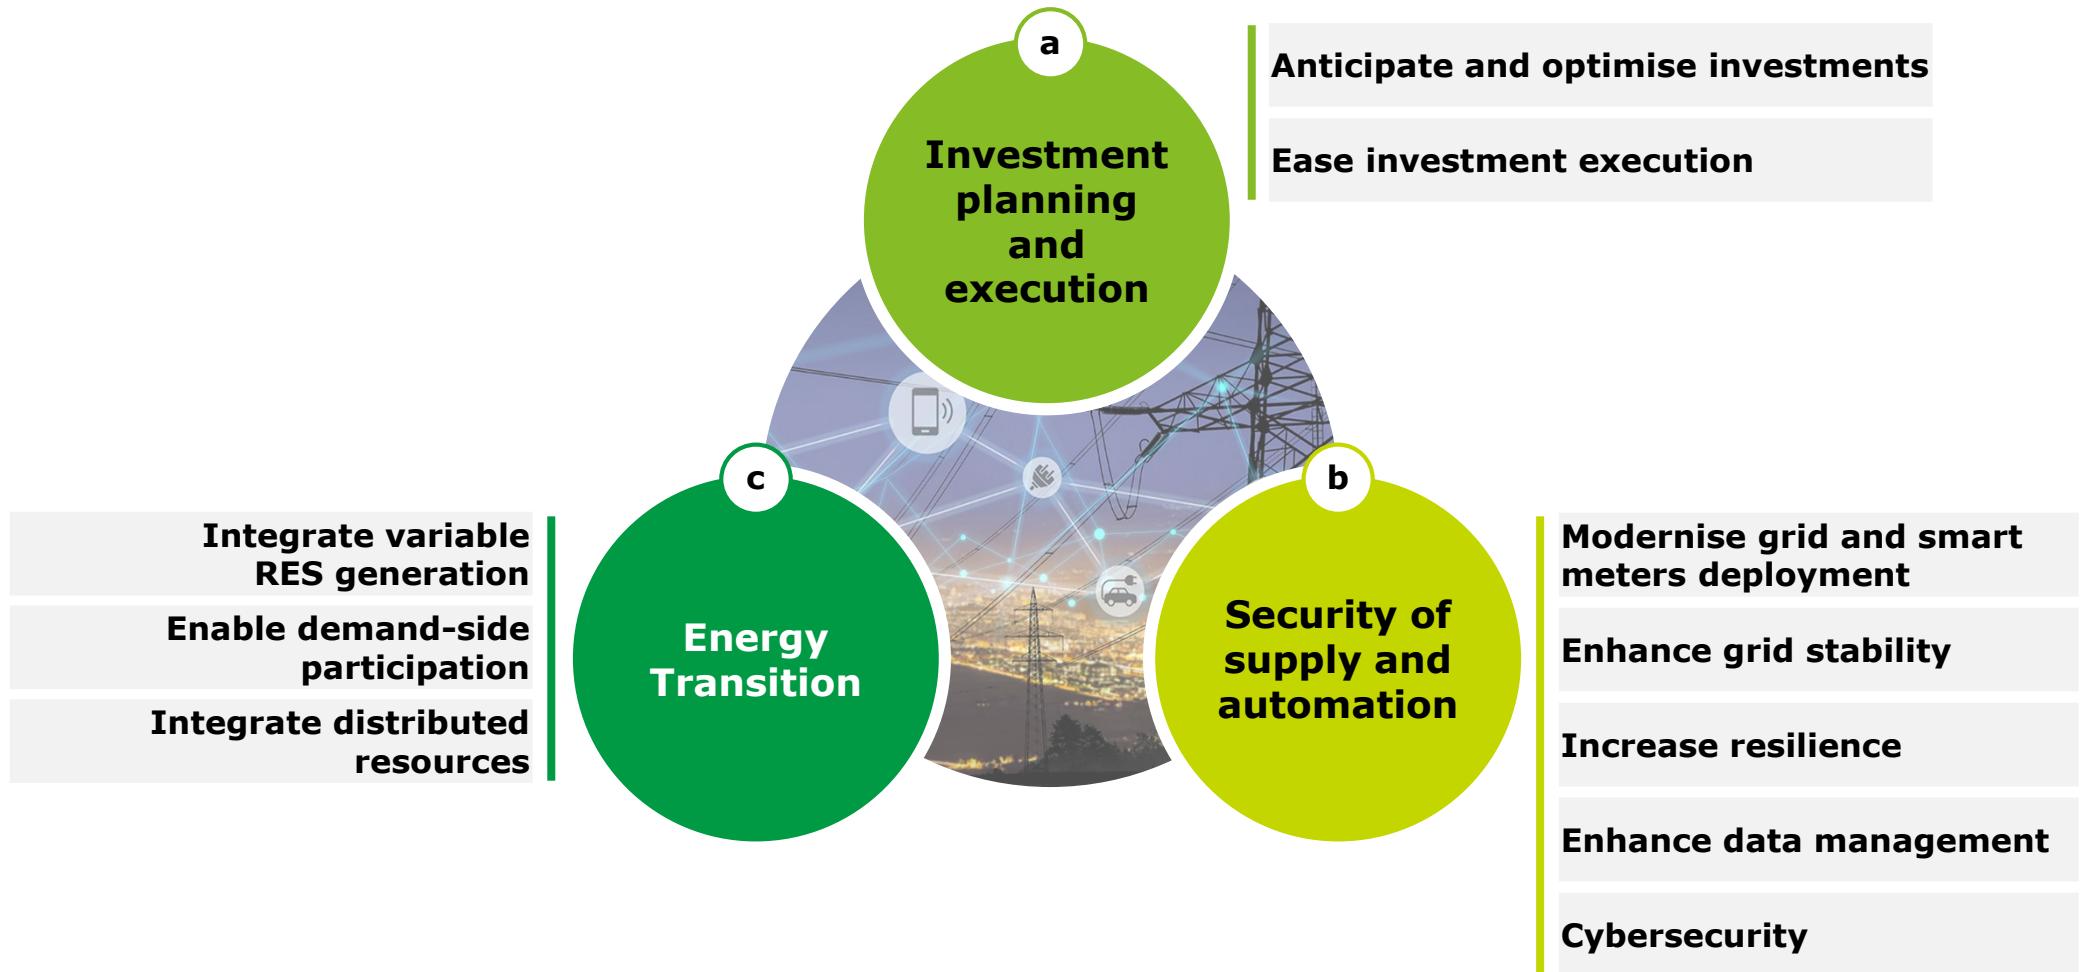 a
Investment
planning
and
execution
Anticipate and optimise investments
Ease investment execution
b
Security of
supply and
automation
Modernise grid and smart
meters deployment
Enhance grid stability
Increase resilience
Enhance data management
Cybersecurity
c
Energy
Transition
Integrate variable
RES generation
Enable demand-side
participation
Integrate distributed
resources